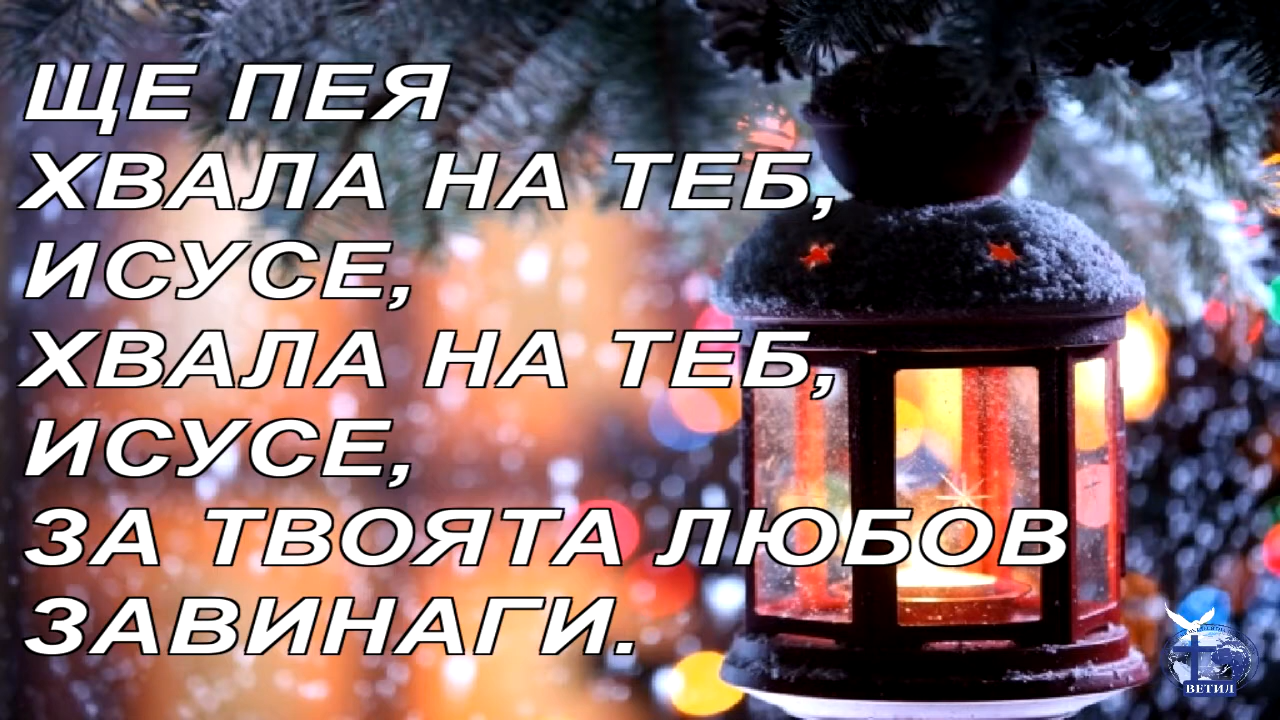 ЩЕ ПЕЯ
ХВАЛА НА ТЕБ,
ИСУСЕ,
ХВАЛА НА ТЕБ,
ИСУСЕ,
ЗА ТВОЯТА ЛЮБОВ
ЗАВИНАГИ.
ВЕТИЛ